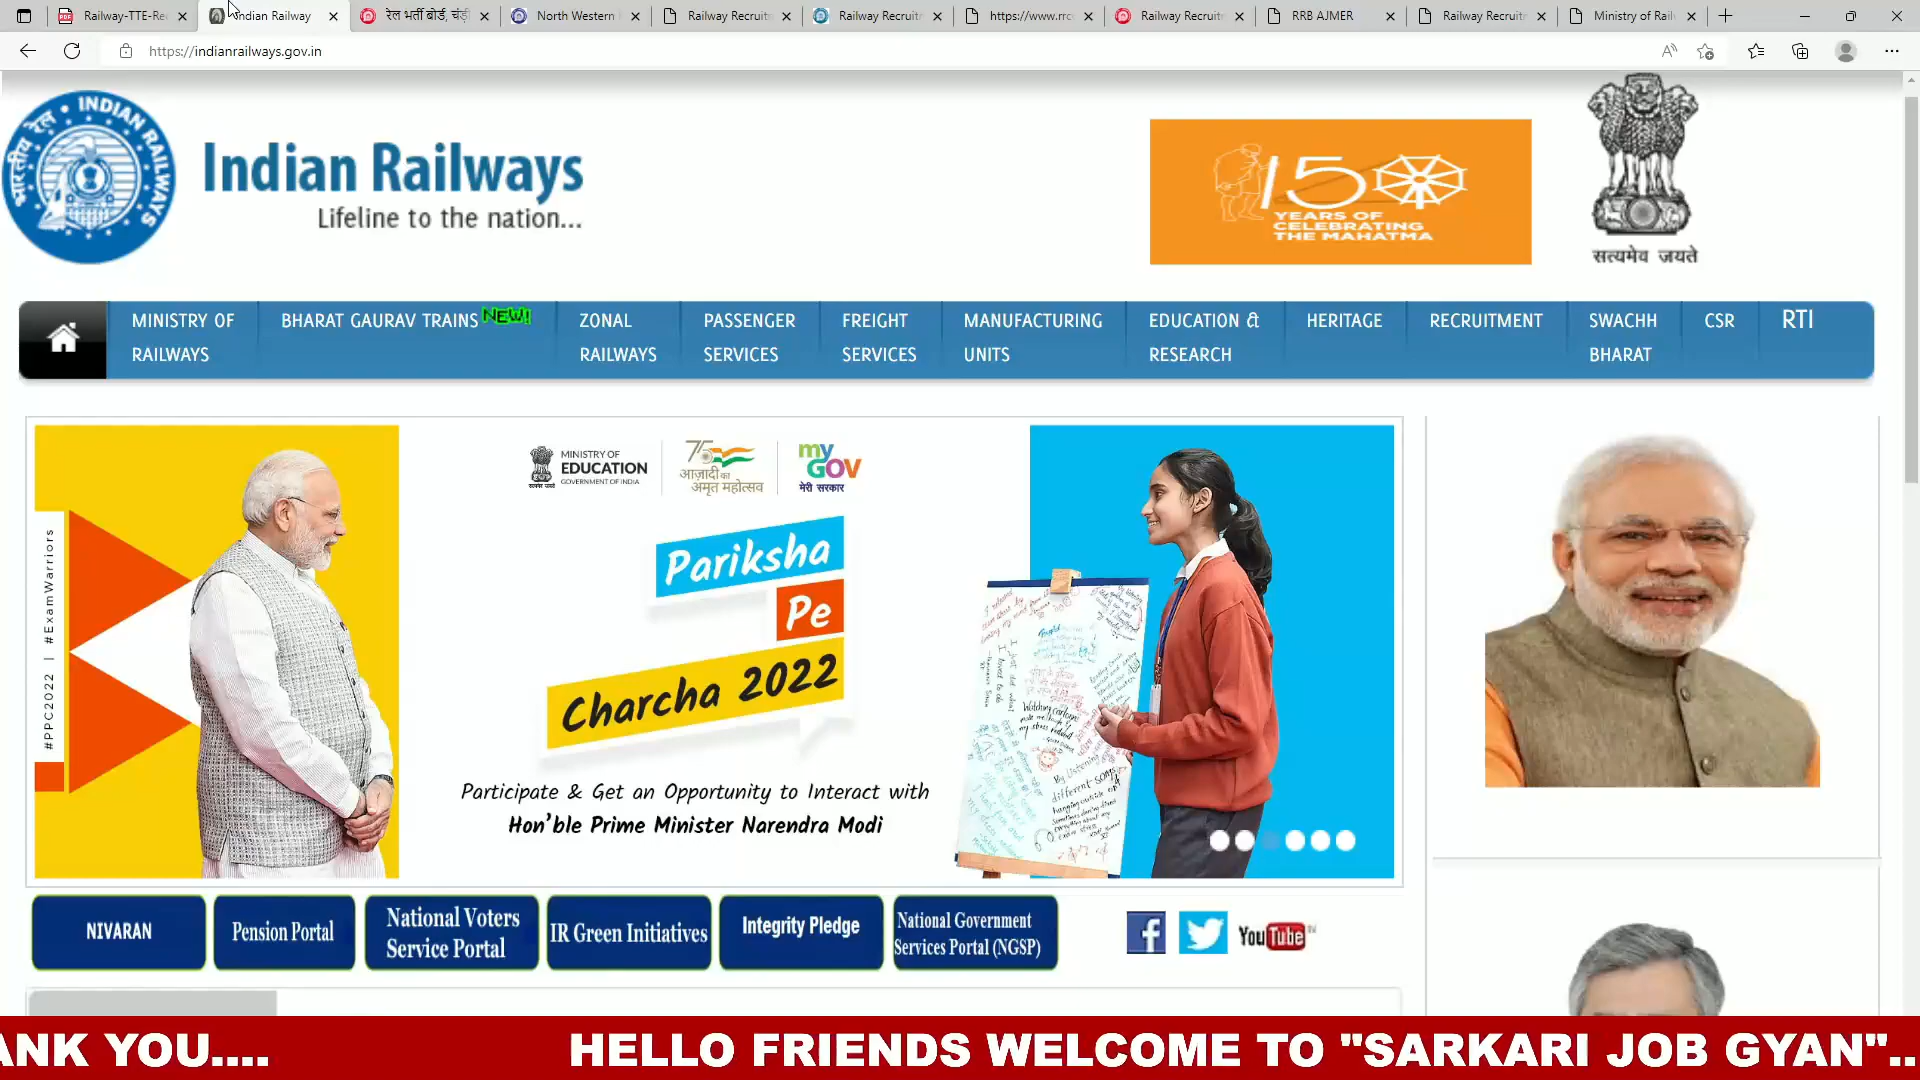 Railway-TTE-Re
Indian Railway
रेल भर्ती बोर्ड, चंडी
North Western
Railway Recruit
Railway Recruit
https://www.rrc
Railway Recruit
RRB AJMER
Railway Recruit
Ministry of Rail
https://indianrailways.gov.in
INDIAN RAILWAYS
भारतीय रेल
Indian Railways
Lifeline to the nation...
150
YEARS OF
CELEBRATING
THE MAHATMA
सत्यमेव जयते
MINISTRY OF
RAILWAYS
BHARAT GAURAV TRAINS NEW!
ZONAL
RAILWAYS
PASSENGER
SERVICES
FREIGHT
SERVICES
MANUFACTURING
UNITS
EDUCATION &
RESEARCH
HERITAGE
RECRUITMENT
SWACHH
BHARAT
CSR
RTI
#PPC2022 | #ExamWarriors
MINISTRY OF
EDUCATION
GOVERNMENT OF INDIA
75
आज़ादी का
अमृत महोत्सव
my
GOV
मेरी सरकार
Pariksha
Pe
Charcha 2022
Participate & Get an Opportunity to Interact with
Hon'ble Prime Minister Narendra Modi
NIVARAN
Pension Portal
National Voters
Service Portal
IR Green Initiatives
Integrity Pledge
National Government
Services Portal (NGSP)
YouTube
ANK YOU.... HELLO FRIENDS WELCOME TO "SARKARI JOB GYAN"..